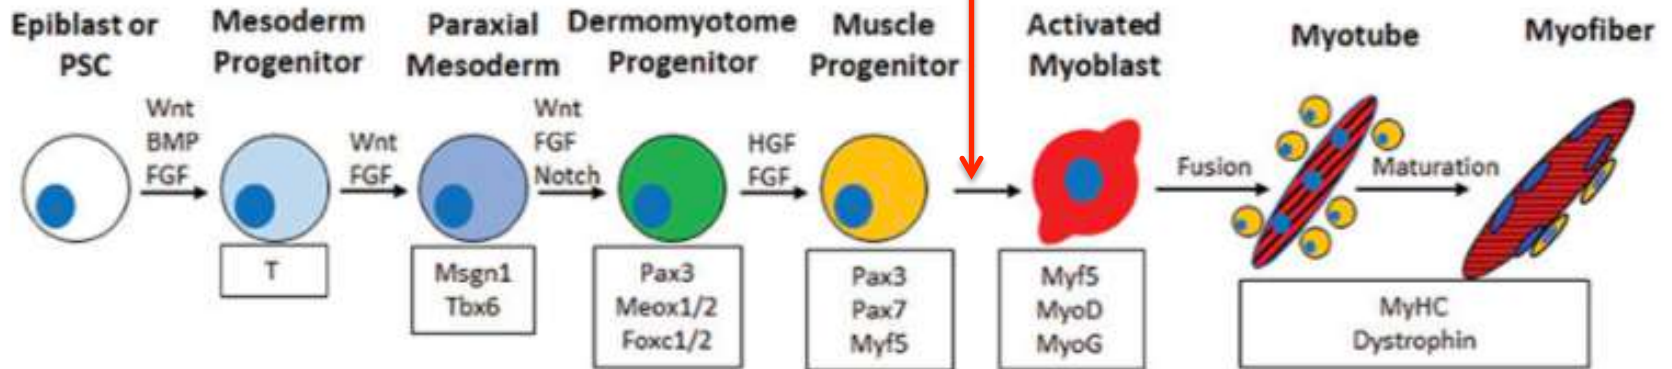 Epiblast or
PSC
Mesoderm
Progenitor
Paraxial
Mesoderm
Dermomyotome
Progenitor
Muscle
Progenitor
Activated
Myoblast
Myotube
Myofiber
Wnt
BMP
FGF
Wnt
FGF
Wnt
FGF
Notch
HGF
FGF
Fusion
Maturation
T
Msgn1
Tbx6
Pax3
Meox1/2
Foxc1/2
Pax3
Pax7
Myf5
Myf5
MyoD
MyoG
MyHC
Dystrophin